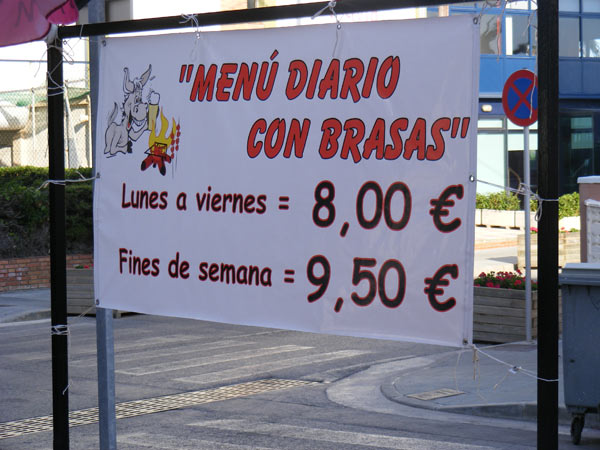 "MENÚ DIARIO
CON BRASAS"
Lunes a viernes = 8,00 €
Fines de semana = 9,50 €